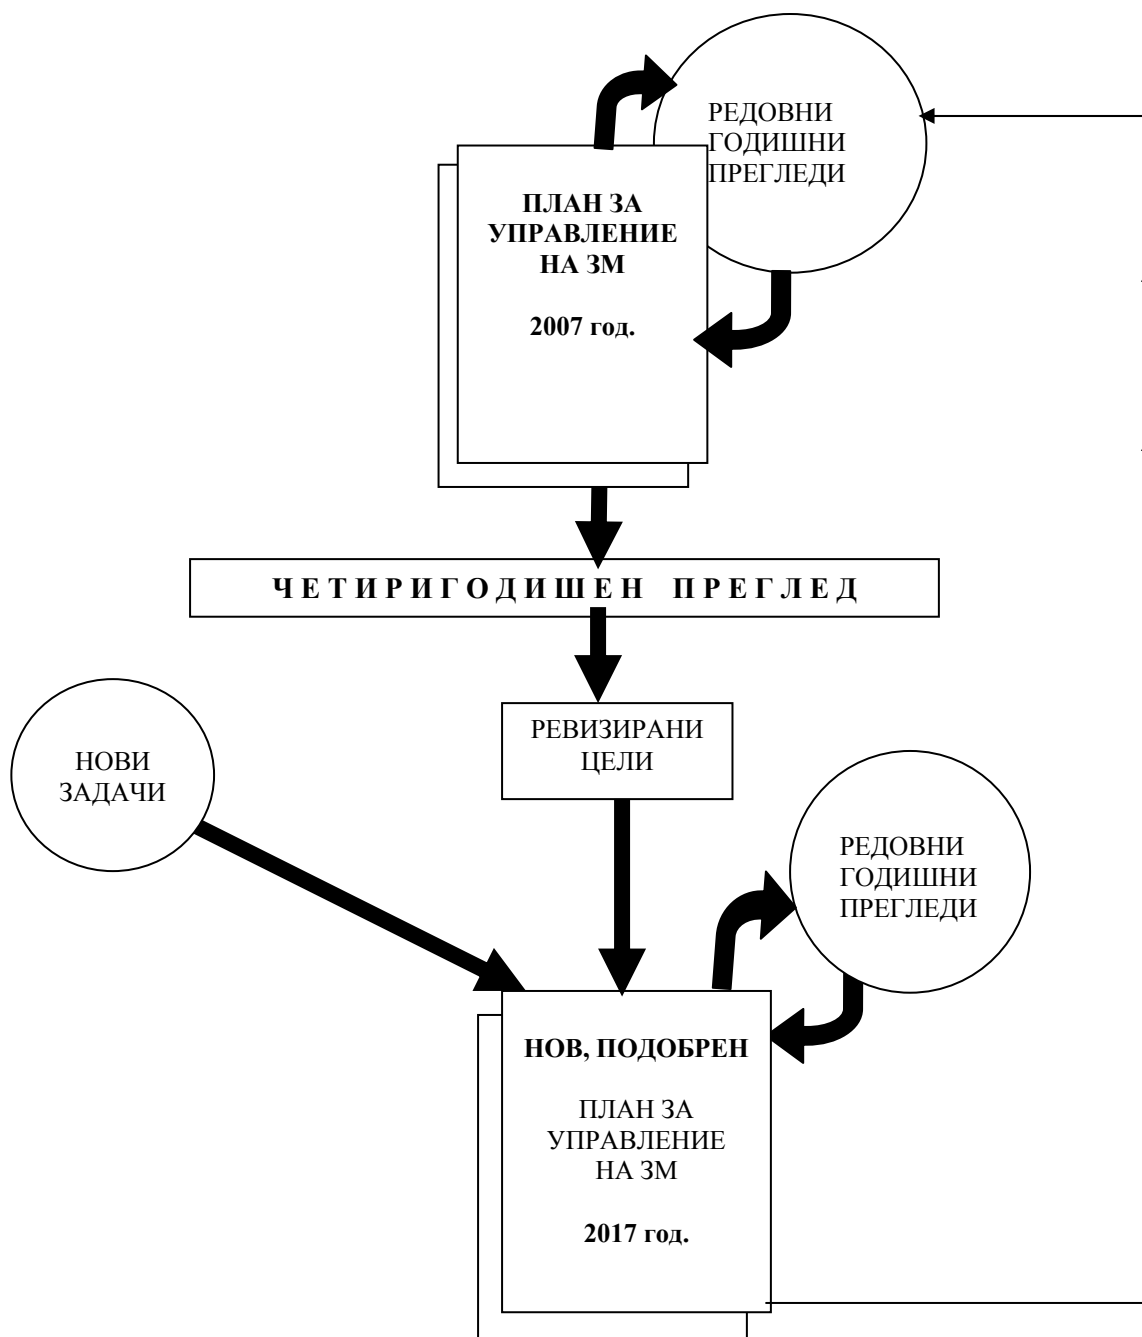 РЕДОВНИ
ГОДИШНИ
ПРЕГЛЕДИ
ПЛАН ЗА
УПРАВЛЕНИЕ
НА ЗМ
2007 год.
Ч Е Т И Р И Г О Д И Ш Е Н П Р Е Г Л Е Д
РЕВИЗИРАНИ
ЦЕЛИ
НОВИ
ЗАДАЧИ
РЕДОВНИ
ГОДИШНИ
ПРЕГЛЕДИ
НОВ, ПОДОБРЕН
ПЛАН ЗА
УПРАВЛЕНИЕ
НА ЗМ
2017 год.